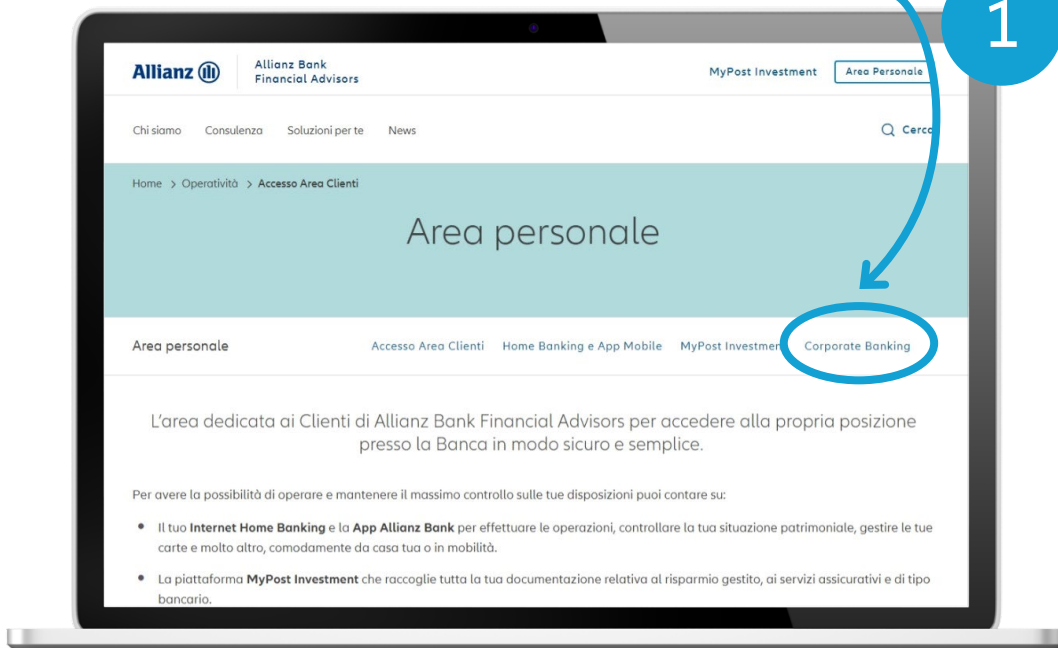 1
Allianz
Allianz Bank
Financial Advisors
MyPost Investment
Area Personale
Chi siamo Consulenza Soluzioni per te News
Cerca
Home > Operatività > Accesso Area Clienti
Area personale
Area personale
Accesso Area Clienti Home Banking e App Mobile MyPost Investment Corporate Banking
L'area dedicata ai Clienti di Allianz Bank Financial Advisors per accedere alla propria posizione
presso la Banca in modo sicuro e semplice.
Per avere la possibilità di operare e mantenere il massimo controllo sulle tue disposizioni puoi contare su:
• Il tuo Internet Home Banking e la App Allianz Bank per effettuare le operazioni, controllare la tua situazione patrimoniale, gestire le tue
carte e molto altro, comodamente da casa tua o in mobilità.
• La piattaforma MyPost Investment che raccoglie tutta la tua documentazione relativa al risparmio gestito, ai servizi assicurativi e di tipo
bancario.